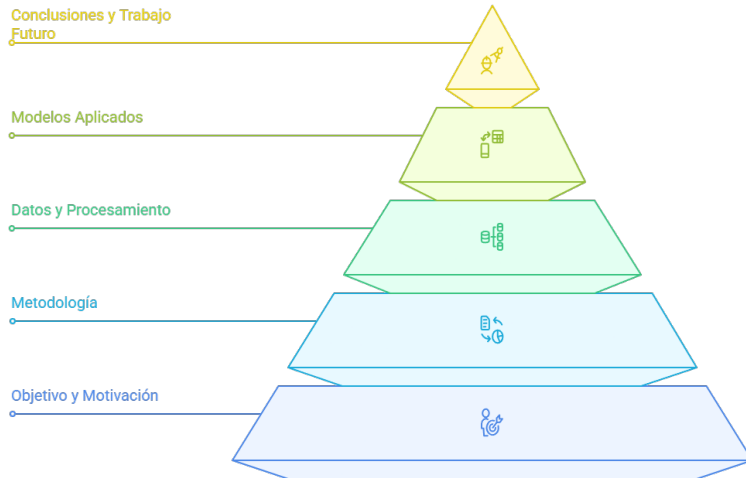 Conclusiones y Trabajo
Futuro
Modelos Aplicados
Datos y Procesamiento
Metodología
Objetivo y Motivación